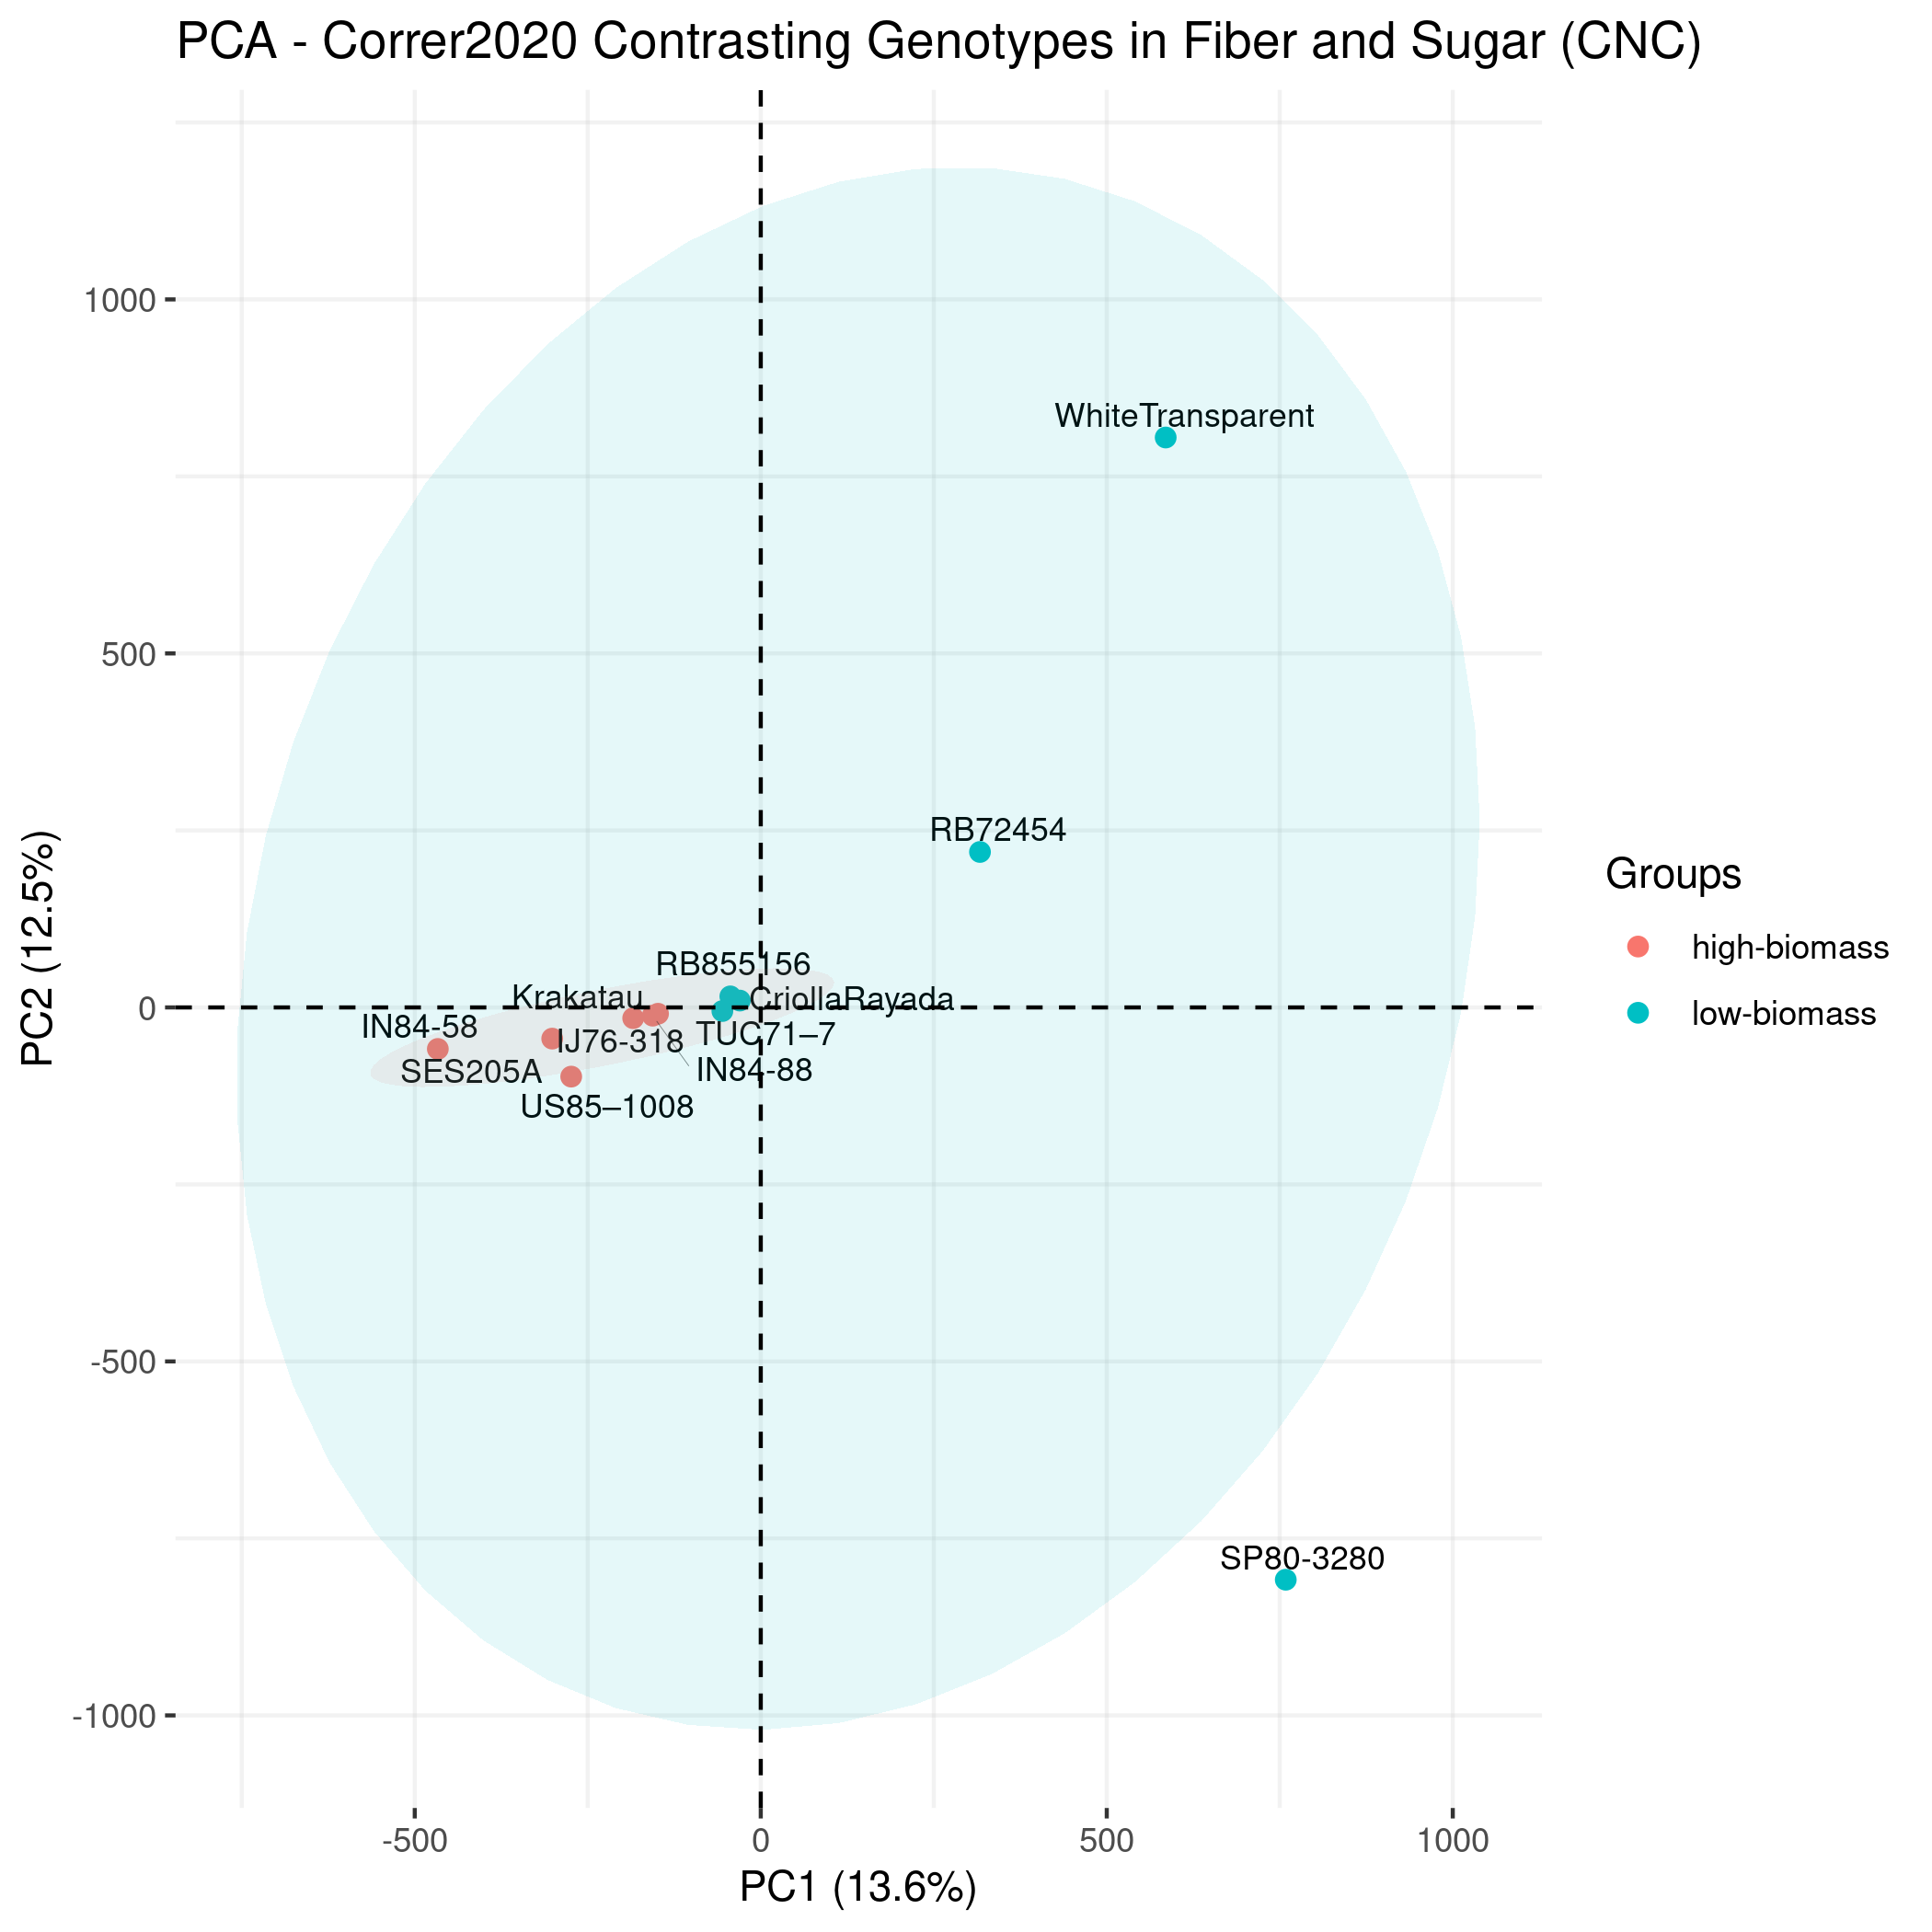 PCA - Correr2020 Contrasting Genotypes in Fiber and Sugar (CNC)
WhiteTransparent
RB72454
RB855156
Krakatau
CriollaRayada
IN84-58
IJ76-318
TUC71–7
SES205A
IN84-88
US85–1008
SP80-3280
1000
500
0
-500
-1000
PC2 (12.5%)
-500
0
500
1000
PC1 (13.6%)
Groups
high-biomass
low-biomass